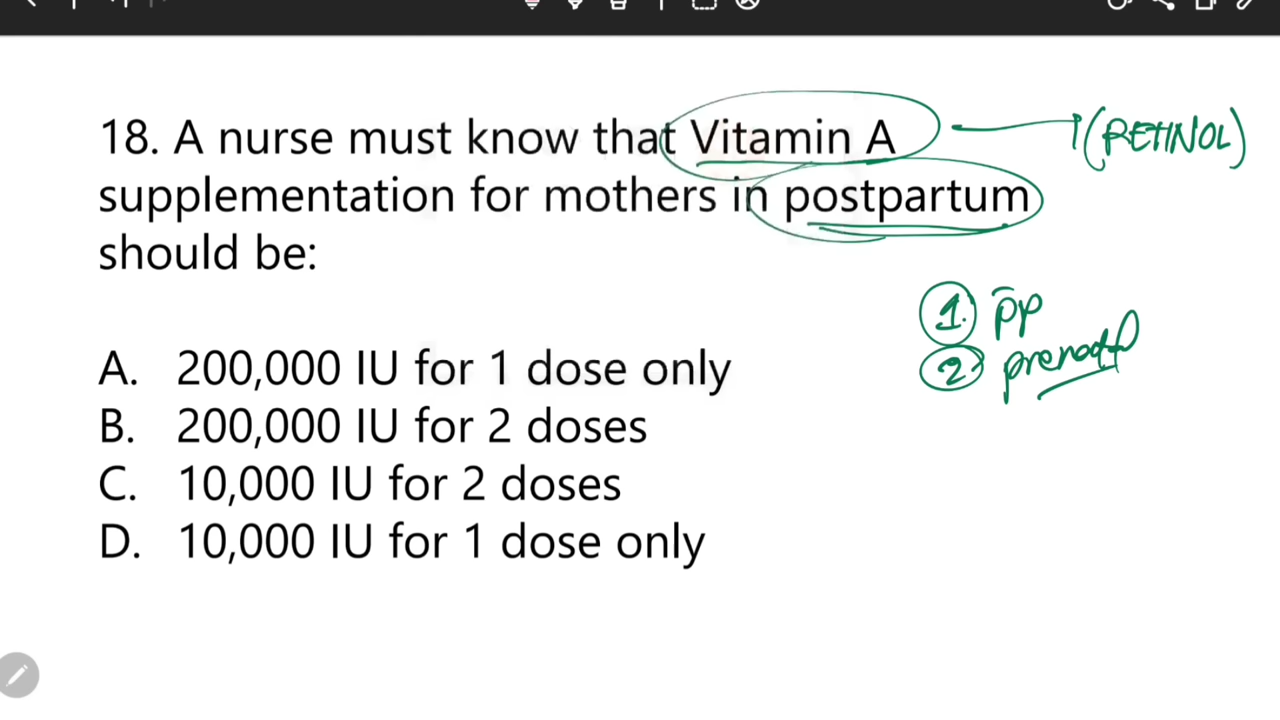 18. A nurse must know that Vitamin A (RETINOL)
supplementation for mothers in postpartum
should be:
1. pp
2. prenatal
A. 200,000 IU for 1 dose only
B. 200,000 IU for 2 doses
C. 10,000 IU for 2 doses
D. 10,000 IU for 1 dose only